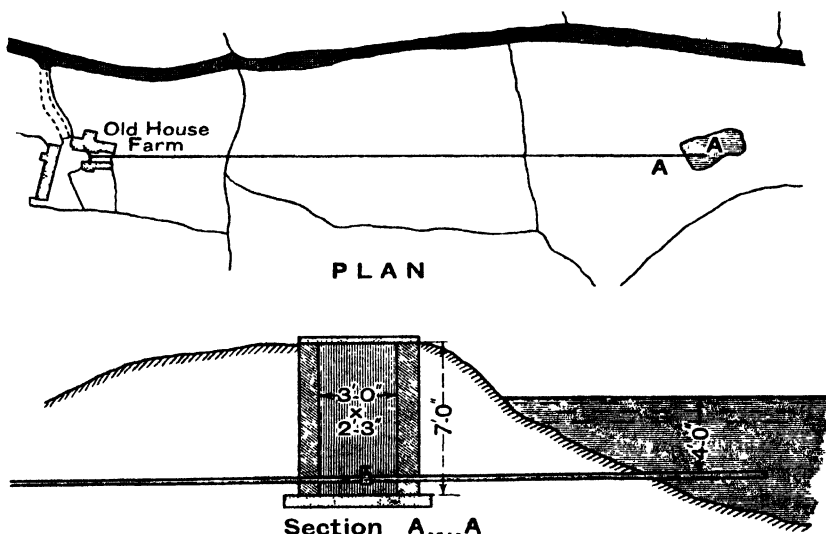 Old House
Farm
A
A
PLAN
3'-0"
×
2'-3"
7'-0"
4'-0"
Section A....A